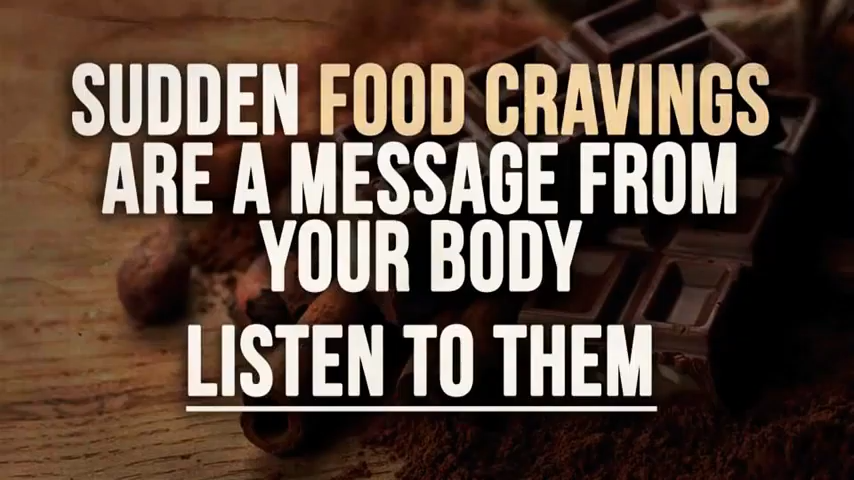 SUDDEN FOOD CRAVINGS
ARE A MESSAGE FROM
YOUR BODY
LISTEN TO THEM